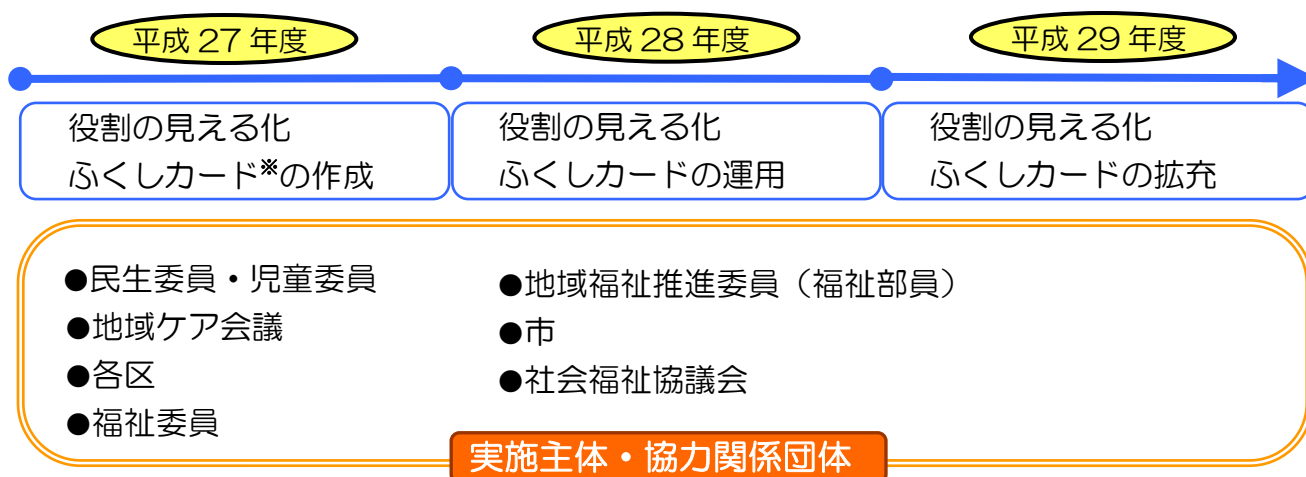 平成 27 年度
平成 28 年度
平成 29 年度
役割の見える化
ふくしカード※の作成
役割の見える化
ふくしカードの運用
役割の見える化
ふくしカードの拡充
●民生委員・児童委員
●地域ケア会議
●各区
●福祉委員
●地域福祉推進委員（福祉部員）
●市
●社会福祉協議会
実施主体・協力関係団体